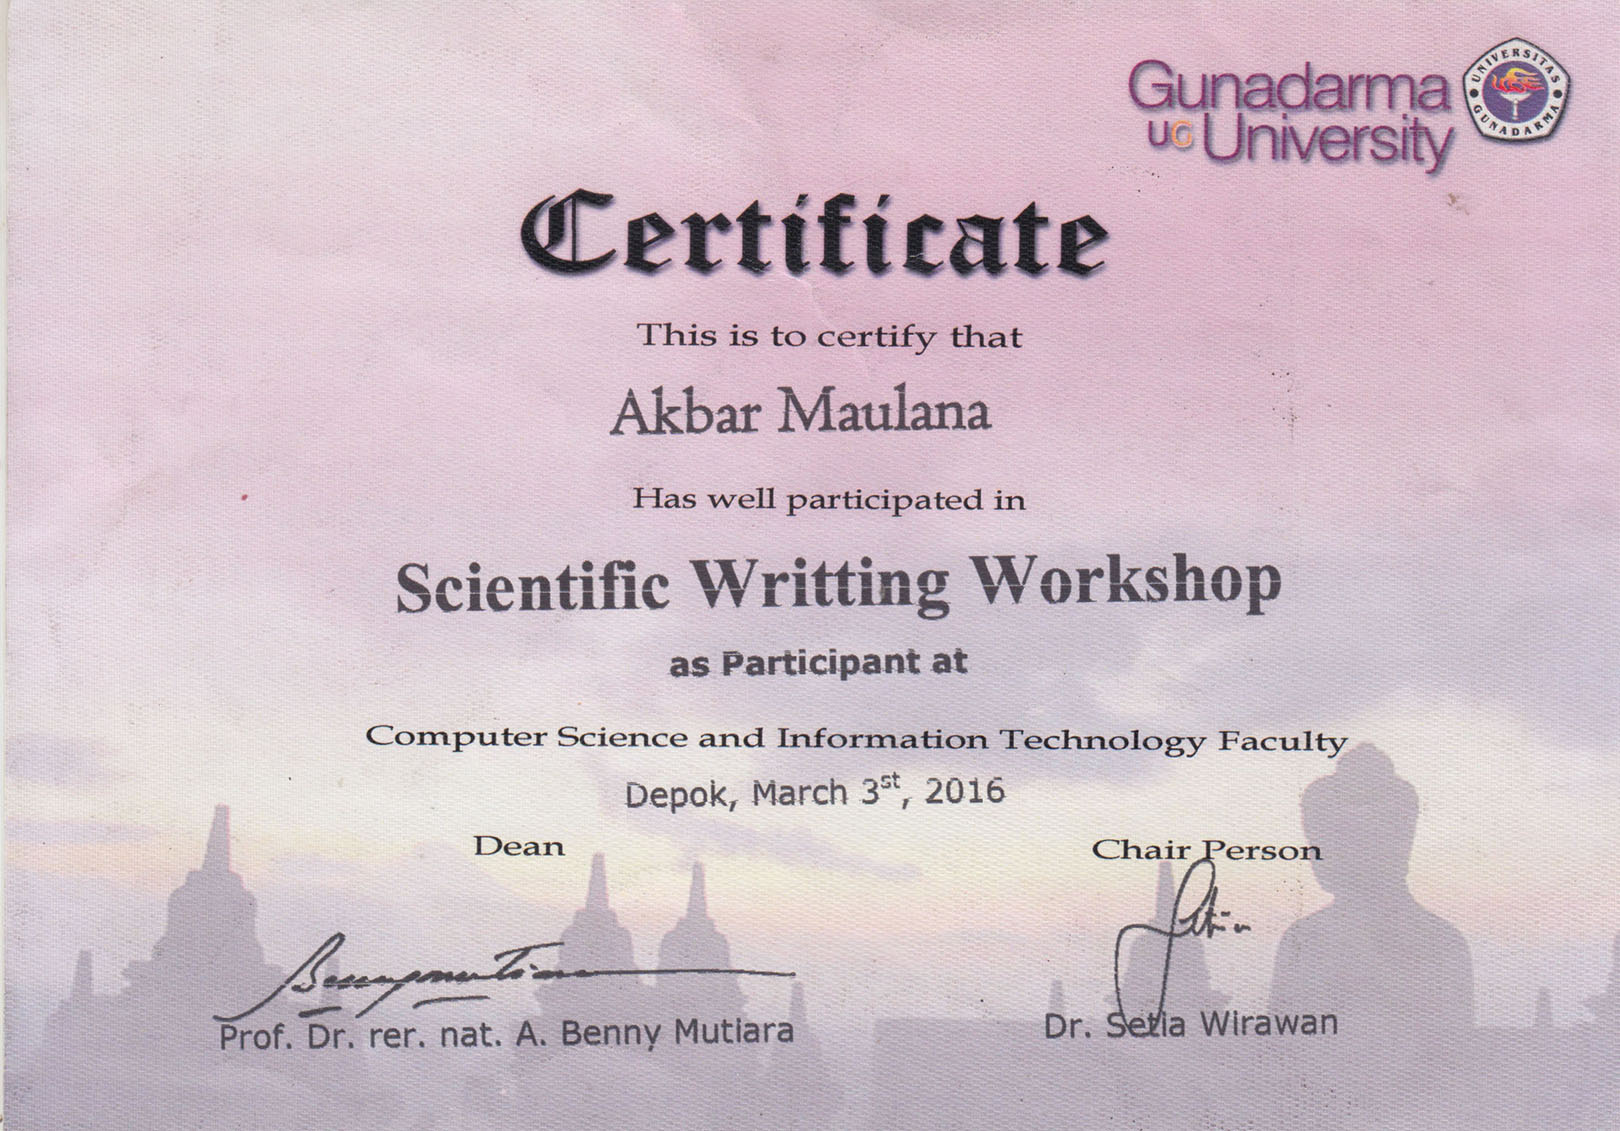 Gunadarma
UG University
UNIVERSITAS GUNADARMA
Certificate
This is to certify that
Akbar Maulana
Has well participated in
Scientific Writting Workshop
as Participant at
Computer Science and Information Technology Faculty
Depok, March 3st, 2016
Dean
Chair Person
Prof. Dr. rer. nat. A. Benny Mutiara
Dr. Setia Wirawan